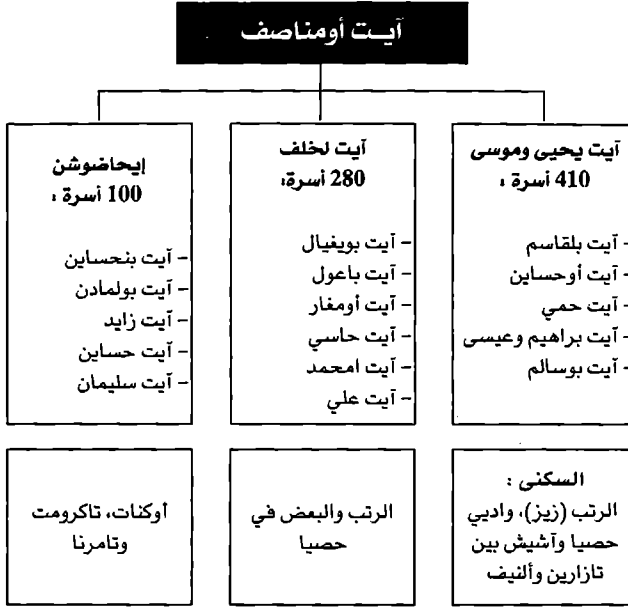 آيـت أومناصف
آيت يحيى وموسى
410 أسرة :
- آيت بلقاسم
- آيت أوحساين
- آيت حمي
- آيت براهيم وعيسى
- آيت بوسالم
آيت لخلف
280 أسرة:
- آيت بويغيال
- آيت باعول
- آيت أومغار
- آيت حاسي
- آيت امحمد
- آيت علي
إيحاضوشن
100 أسرة :
- آيت بنحساين
- آيت بولمادن
- آيت زايد
- آيت حساين
- آيت سليمان
السكنى :
الرتب (زيز)، واديي
حصيا وآشيش بين
تازارين وألنيف
الرتب والبعض في
حصيا
أوكنات، تاكرومت
وتامرنا